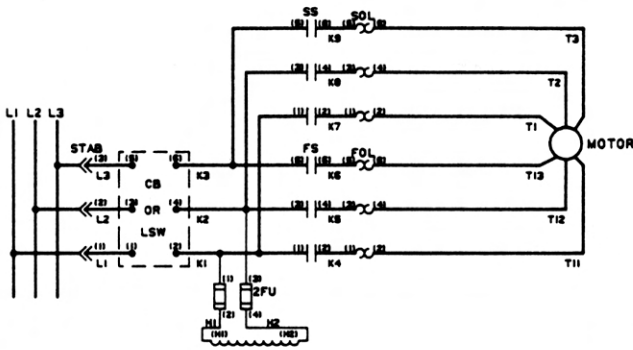 SS SOL
(5) (6) (5) (6)
K9 T3
(3) (4) (3) (4)
K8 T2
L1 L2 L3
(1) (2) (1) (2)
K7 T1
STAB FS FOL MOTOR
(3) (5) (6) (5) (6) (5) (6)
L3 CB K3 K6 T13
(2) (3) OR (4) (3) (4) (3) (4)
L2 K2 K5 T12
LSW
(1) (1) (2) (1) (2) (1) (2)
L1 K1 K4 T11
(1) (3)
2FU
(2) (4)
H1 H2
(H1) (H2)